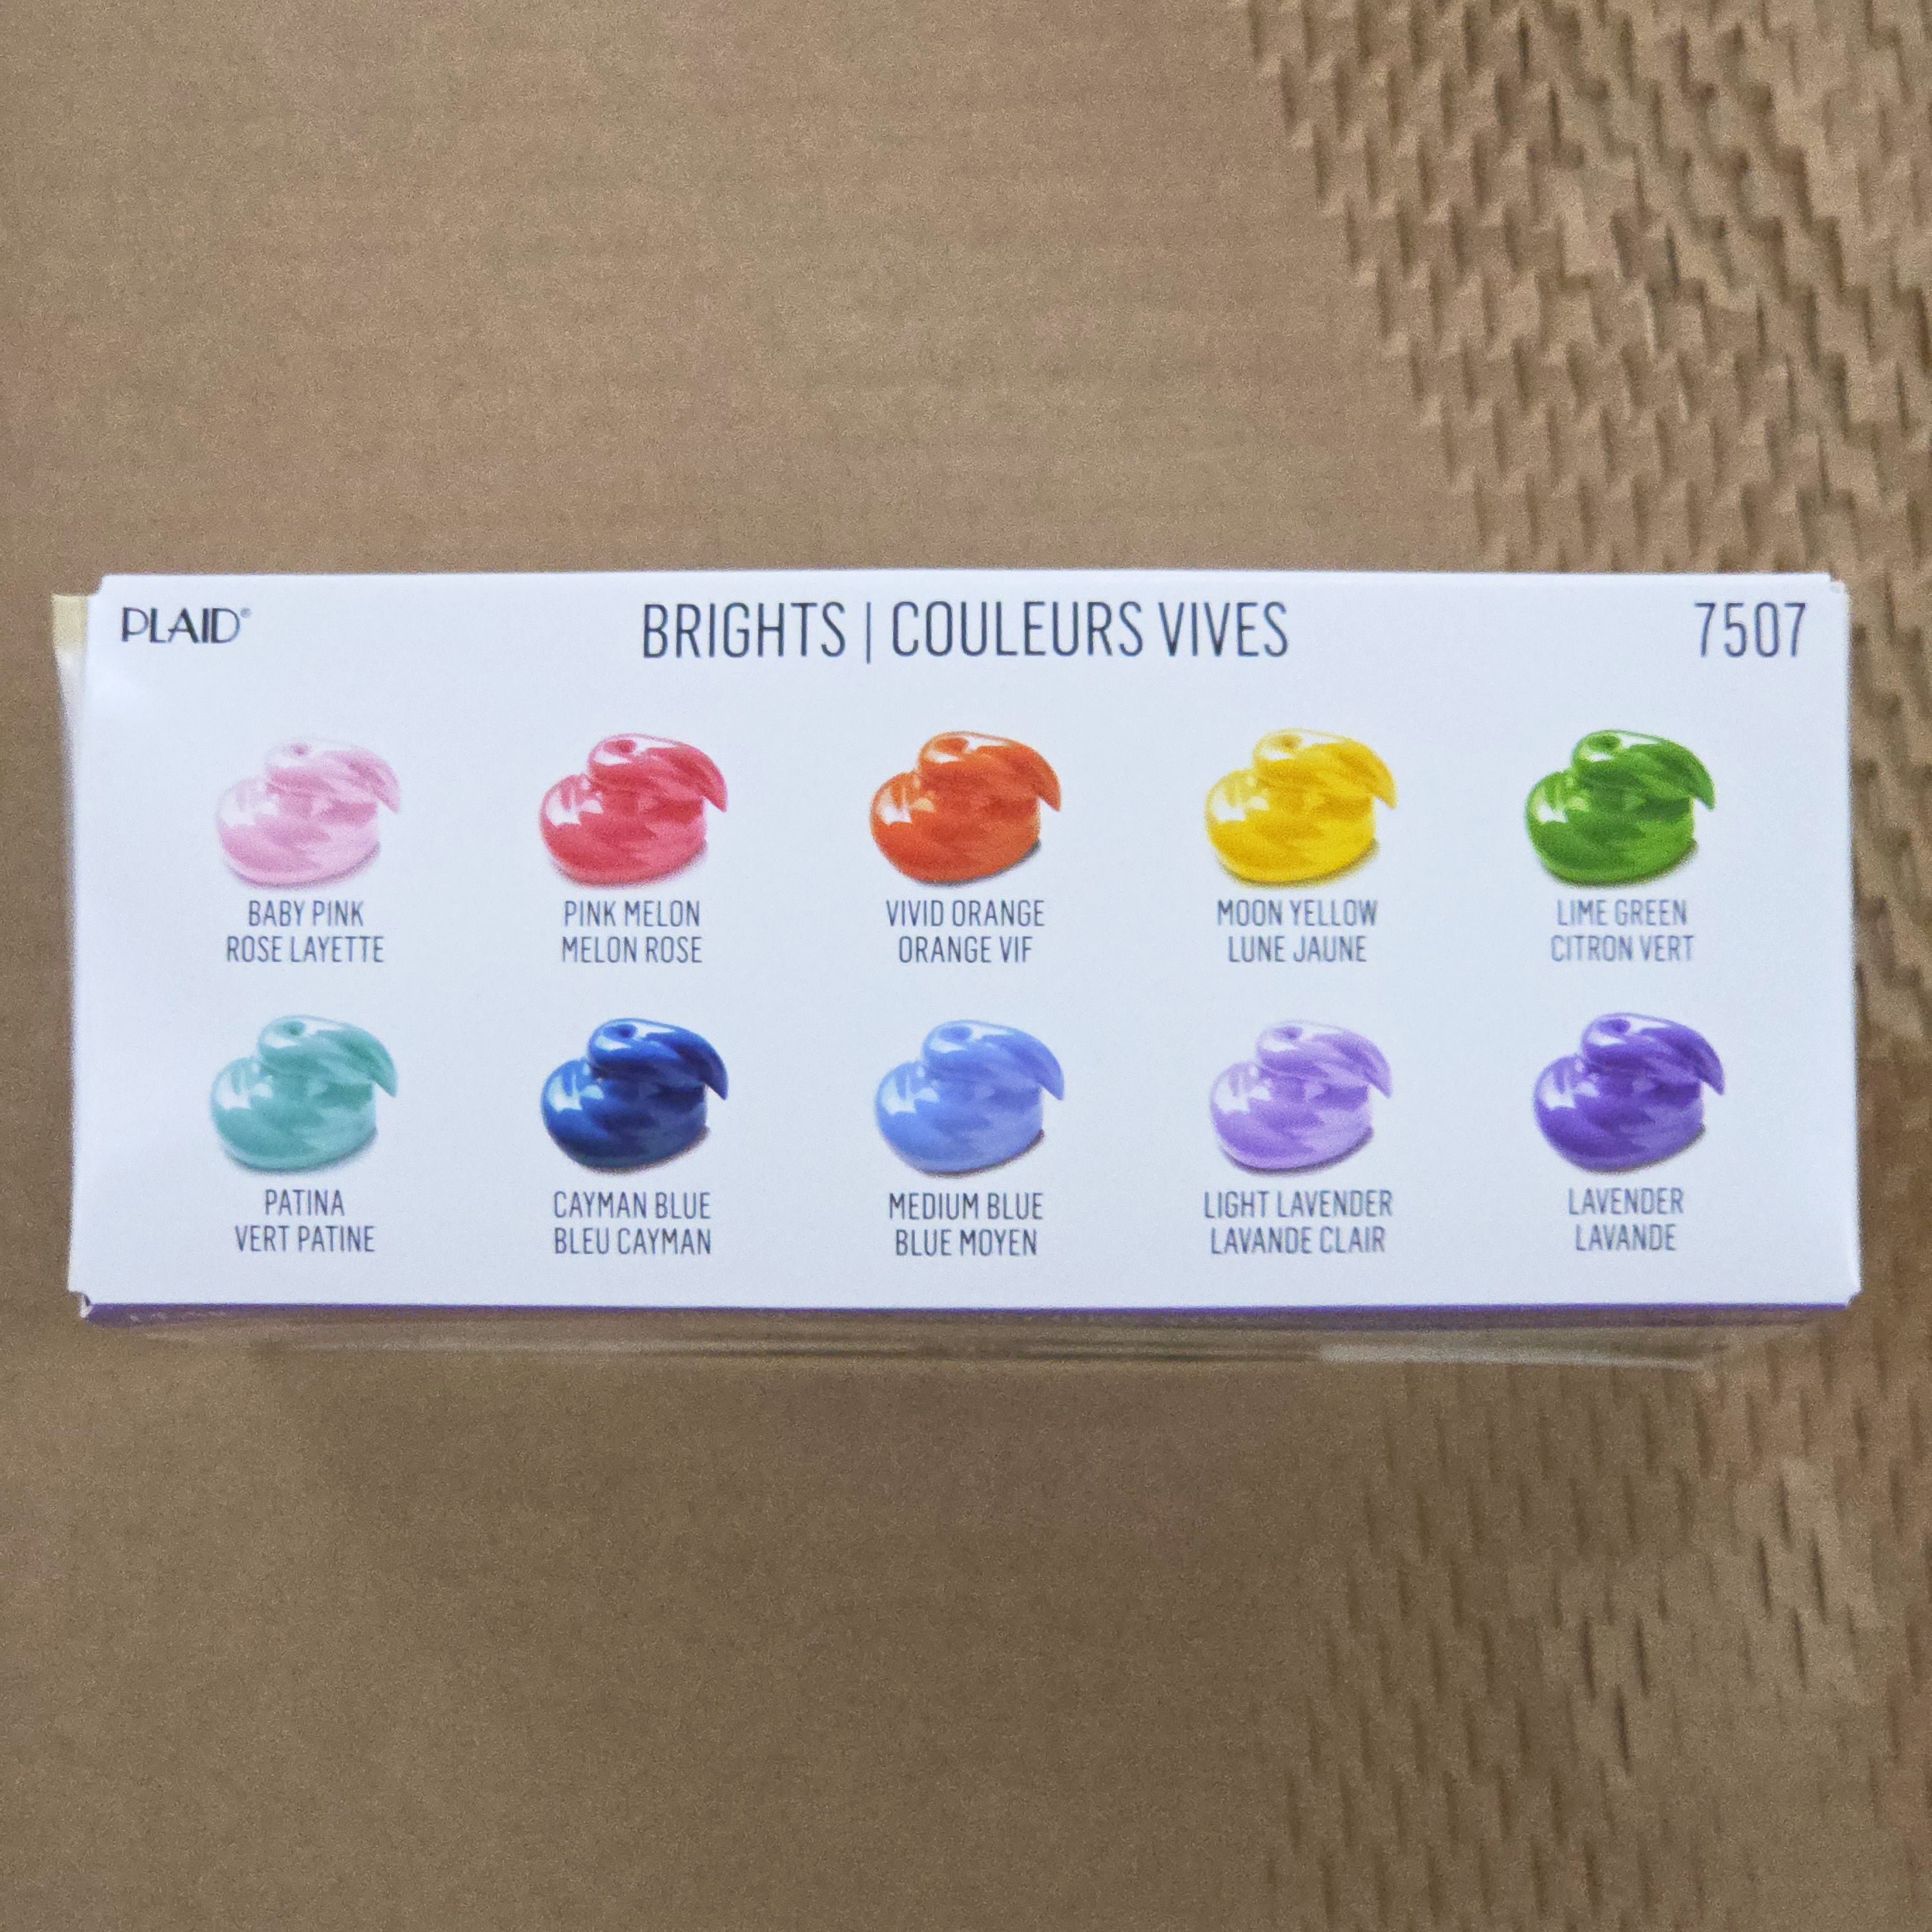 PLAID®
BRIGHTS | COULEURS VIVES
7507
BABY PINK
ROSE LAYETTE
PINK MELON
MELON ROSE
VIVID ORANGE
ORANGE VIF
MOON YELLOW
LUNE JAUNE
LIME GREEN
CITRON VERT
PATINA
VERT PATINE
CAYMAN BLUE
BLEU CAYMAN
MEDIUM BLUE
BLUE MOYEN
LIGHT LAVENDER
LAVANDE CLAIR
LAVENDER
LAVANDE